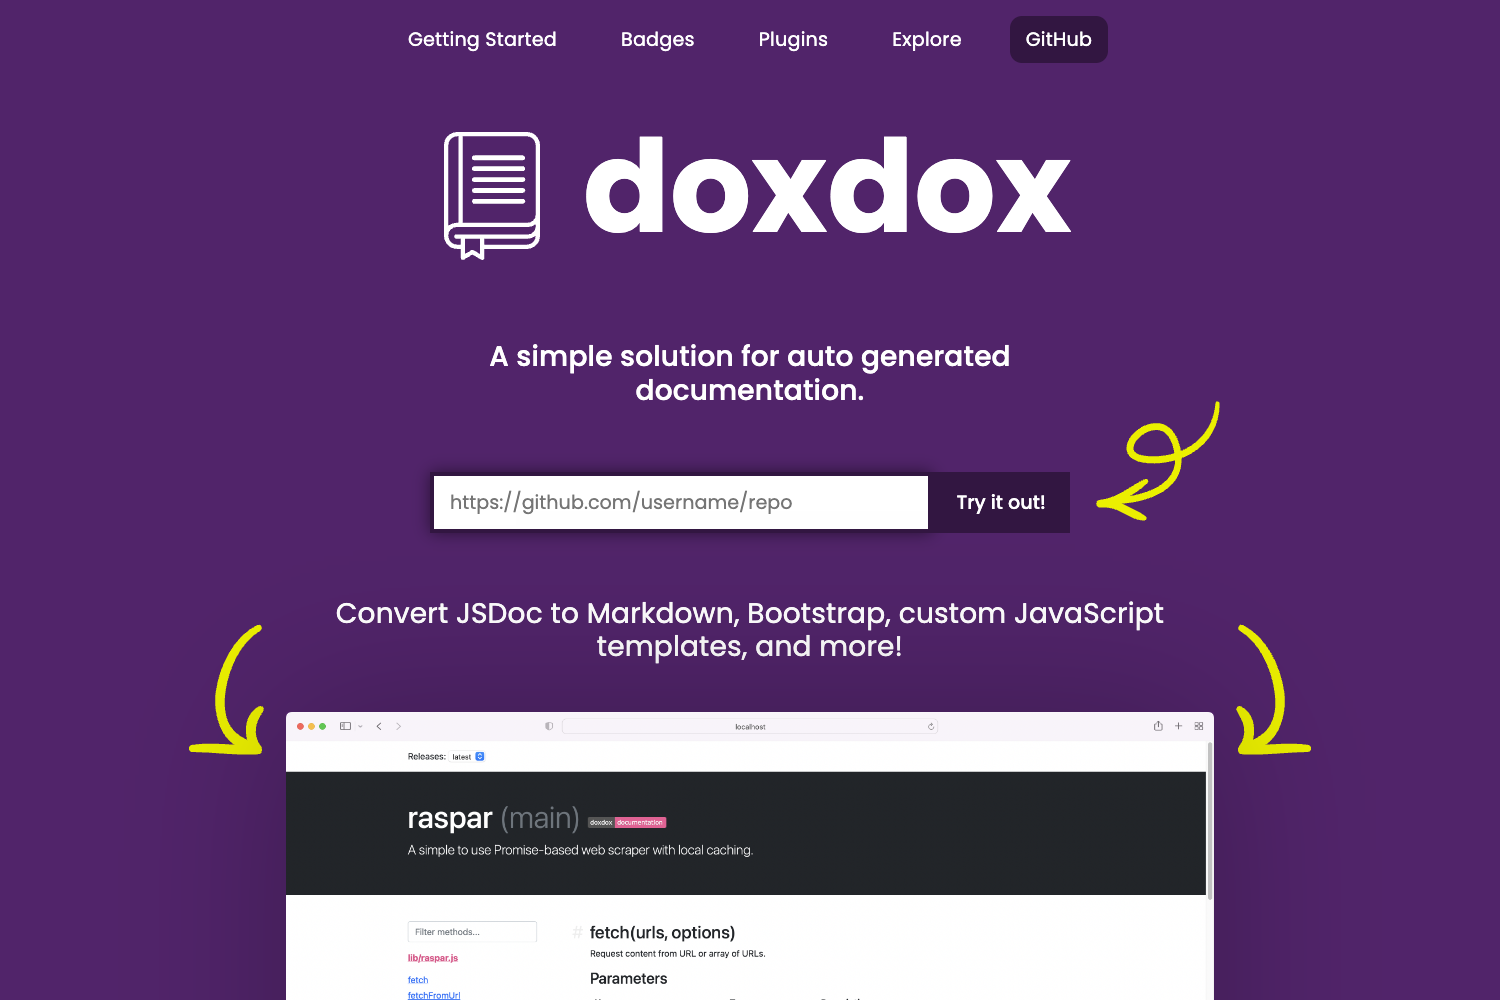 Getting Started Badges Plugins Explore GitHub
doxdox
A simple solution for auto generated
documentation.
https://github.com/username/repo Try it out!
Convert JSDoc to Markdown, Bootstrap, custom JavaScript
templates, and more!
localhost
Releases: latest
raspar (main) doxdox documentation
A simple to use Promise-based web scraper with local caching.
Filter methods... # fetch(urls, options)
Request content from URL or array of URLs.
lib/raspar.js
Parameters
fetch
fetchFromUrl